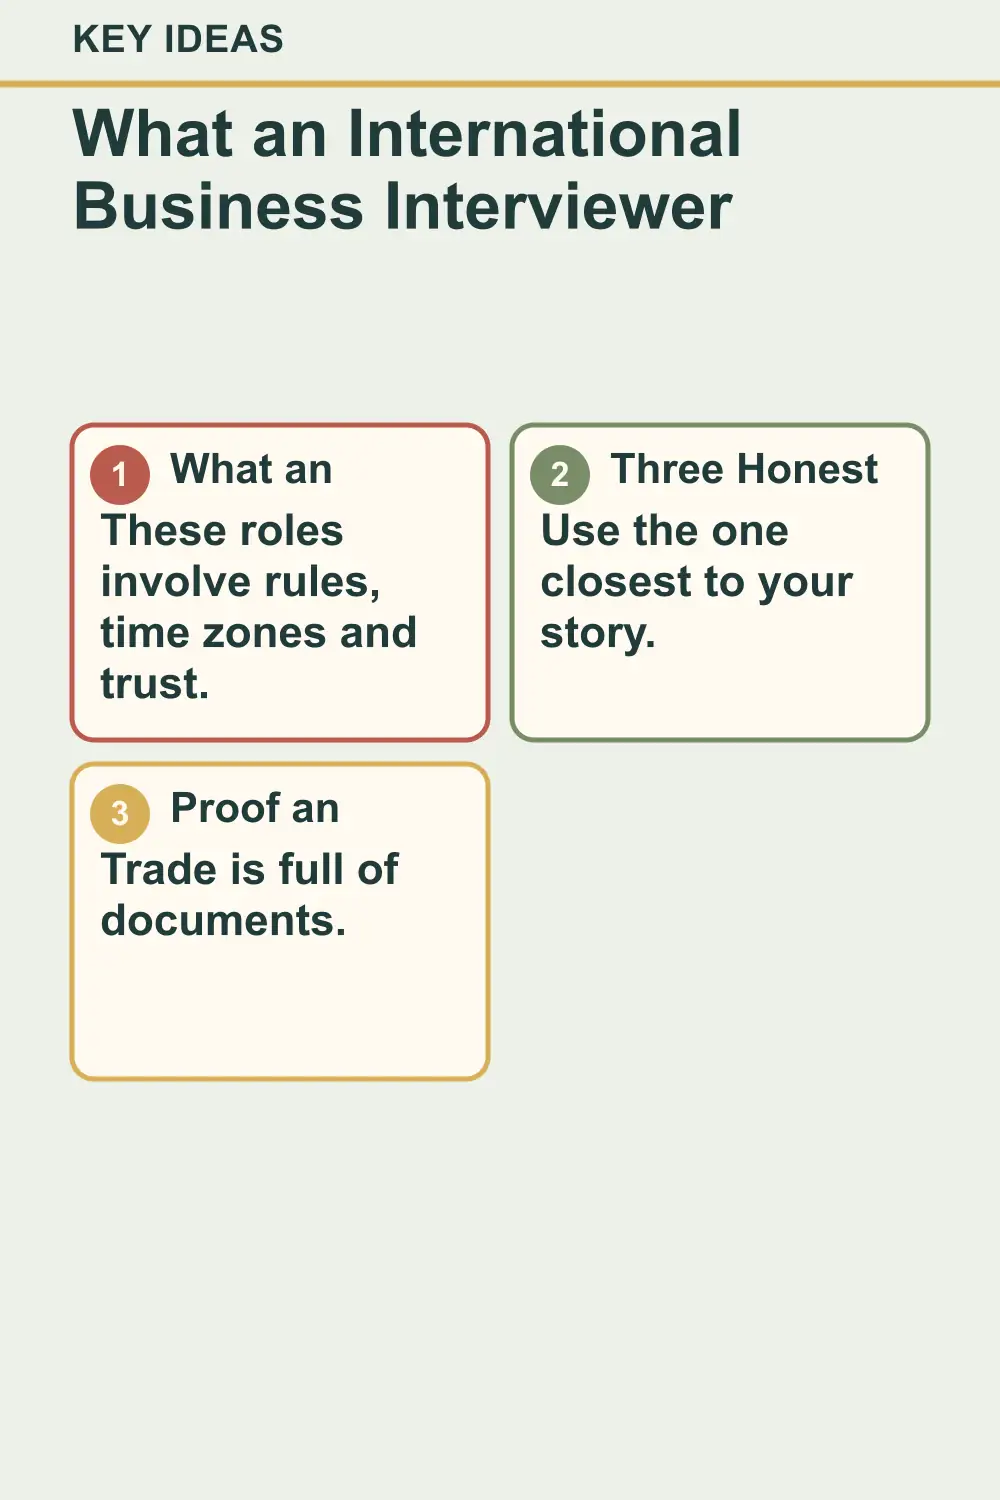 KEY IDEAS
What an International
Business Interviewer
1 What an
These roles
involve rules,
time zones and
trust.
2 Three Honest
Use the one
closest to your
story.
3 Proof an
Trade is full of
documents.